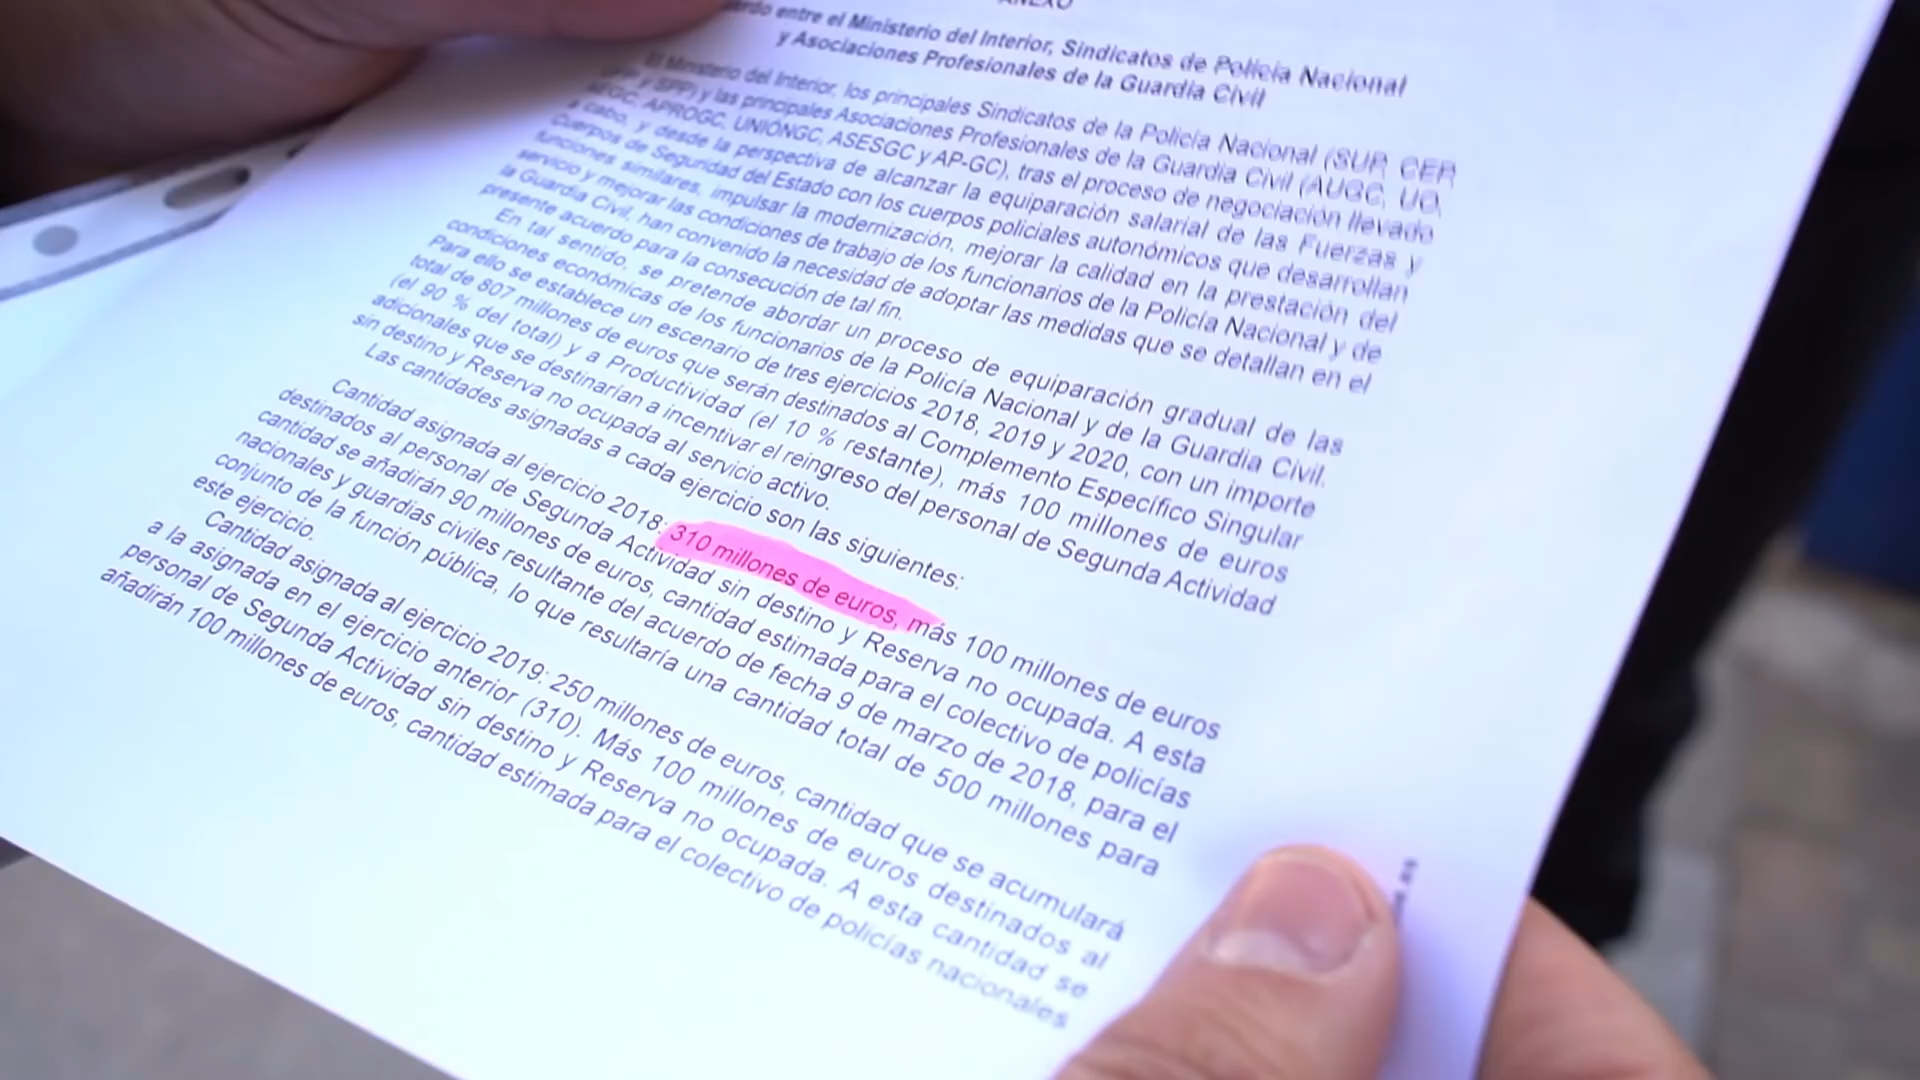 ANEXO
entre el Ministerio del Interior, Sindicatos de Policía Nacional
y Asociaciones Profesionales de la Guardia Civil
El Ministerio del Interior, los principales Sindicatos de la Policía Nacional (SUP, CEP,
y SPP) y las principales Asociaciones Profesionales de la Guardia Civil (AUGC, UO,
AEGC, APROGC, UNIÓNGC, ASESGC y AP-GC), tras el proceso de negociación llevado
a cabo, y desde la perspectiva de alcanzar la equiparación salarial de las Fuerzas y
Cuerpos de Seguridad del Estado con los cuerpos policiales autonómicos que desarrollan
funciones similares, impulsar la modernización, mejorar la calidad en la prestación del
servicio y mejorar las condiciones de trabajo de los funcionarios de la Policía Nacional y de
la Guardia Civil, han convenido la necesidad de adoptar las medidas que se detallan en el
presente acuerdo para la consecución de tal fin.
En tal sentido, se pretende abordar un proceso de equiparación gradual de las
condiciones económicas de los funcionarios de la Policía Nacional y de la Guardia Civil.
Para ello se establece un escenario de tres ejercicios 2018, 2019 y 2020, con un importe
total de 807 millones de euros que serán destinados al Complemento Específico Singular
(el 90 % del total) y a Productividad (el 10 % restante), más 100 millones de euros
adicionales que se destinarían a incentivar el reingreso del personal de Segunda Actividad
sin destino y Reserva no ocupada al servicio activo.
Las cantidades asignadas a cada ejercicio son las siguientes:
Cantidad asignada al ejercicio 2018: 310 millones de euros, más 100 millones de euros
destinados al personal de Segunda Actividad sin destino y Reserva no ocupada. A esta
cantidad se añadirán 90 millones de euros, cantidad estimada para el colectivo de policías
nacionales y guardias civiles resultante del acuerdo de fecha 9 de marzo de 2018, para el
conjunto de la función pública, lo que resultaría una cantidad total de 500 millones para
este ejercicio.
Cantidad asignada al ejercicio 2019: 250 millones de euros, cantidad que se acumulará
a la asignada en el ejercicio anterior (310). Más 100 millones de euros destinados al
personal de Segunda Actividad sin destino y Reserva no ocupada. A esta cantidad se
añadirán 100 millones de euros, cantidad estimada para el colectivo de policías nacionales